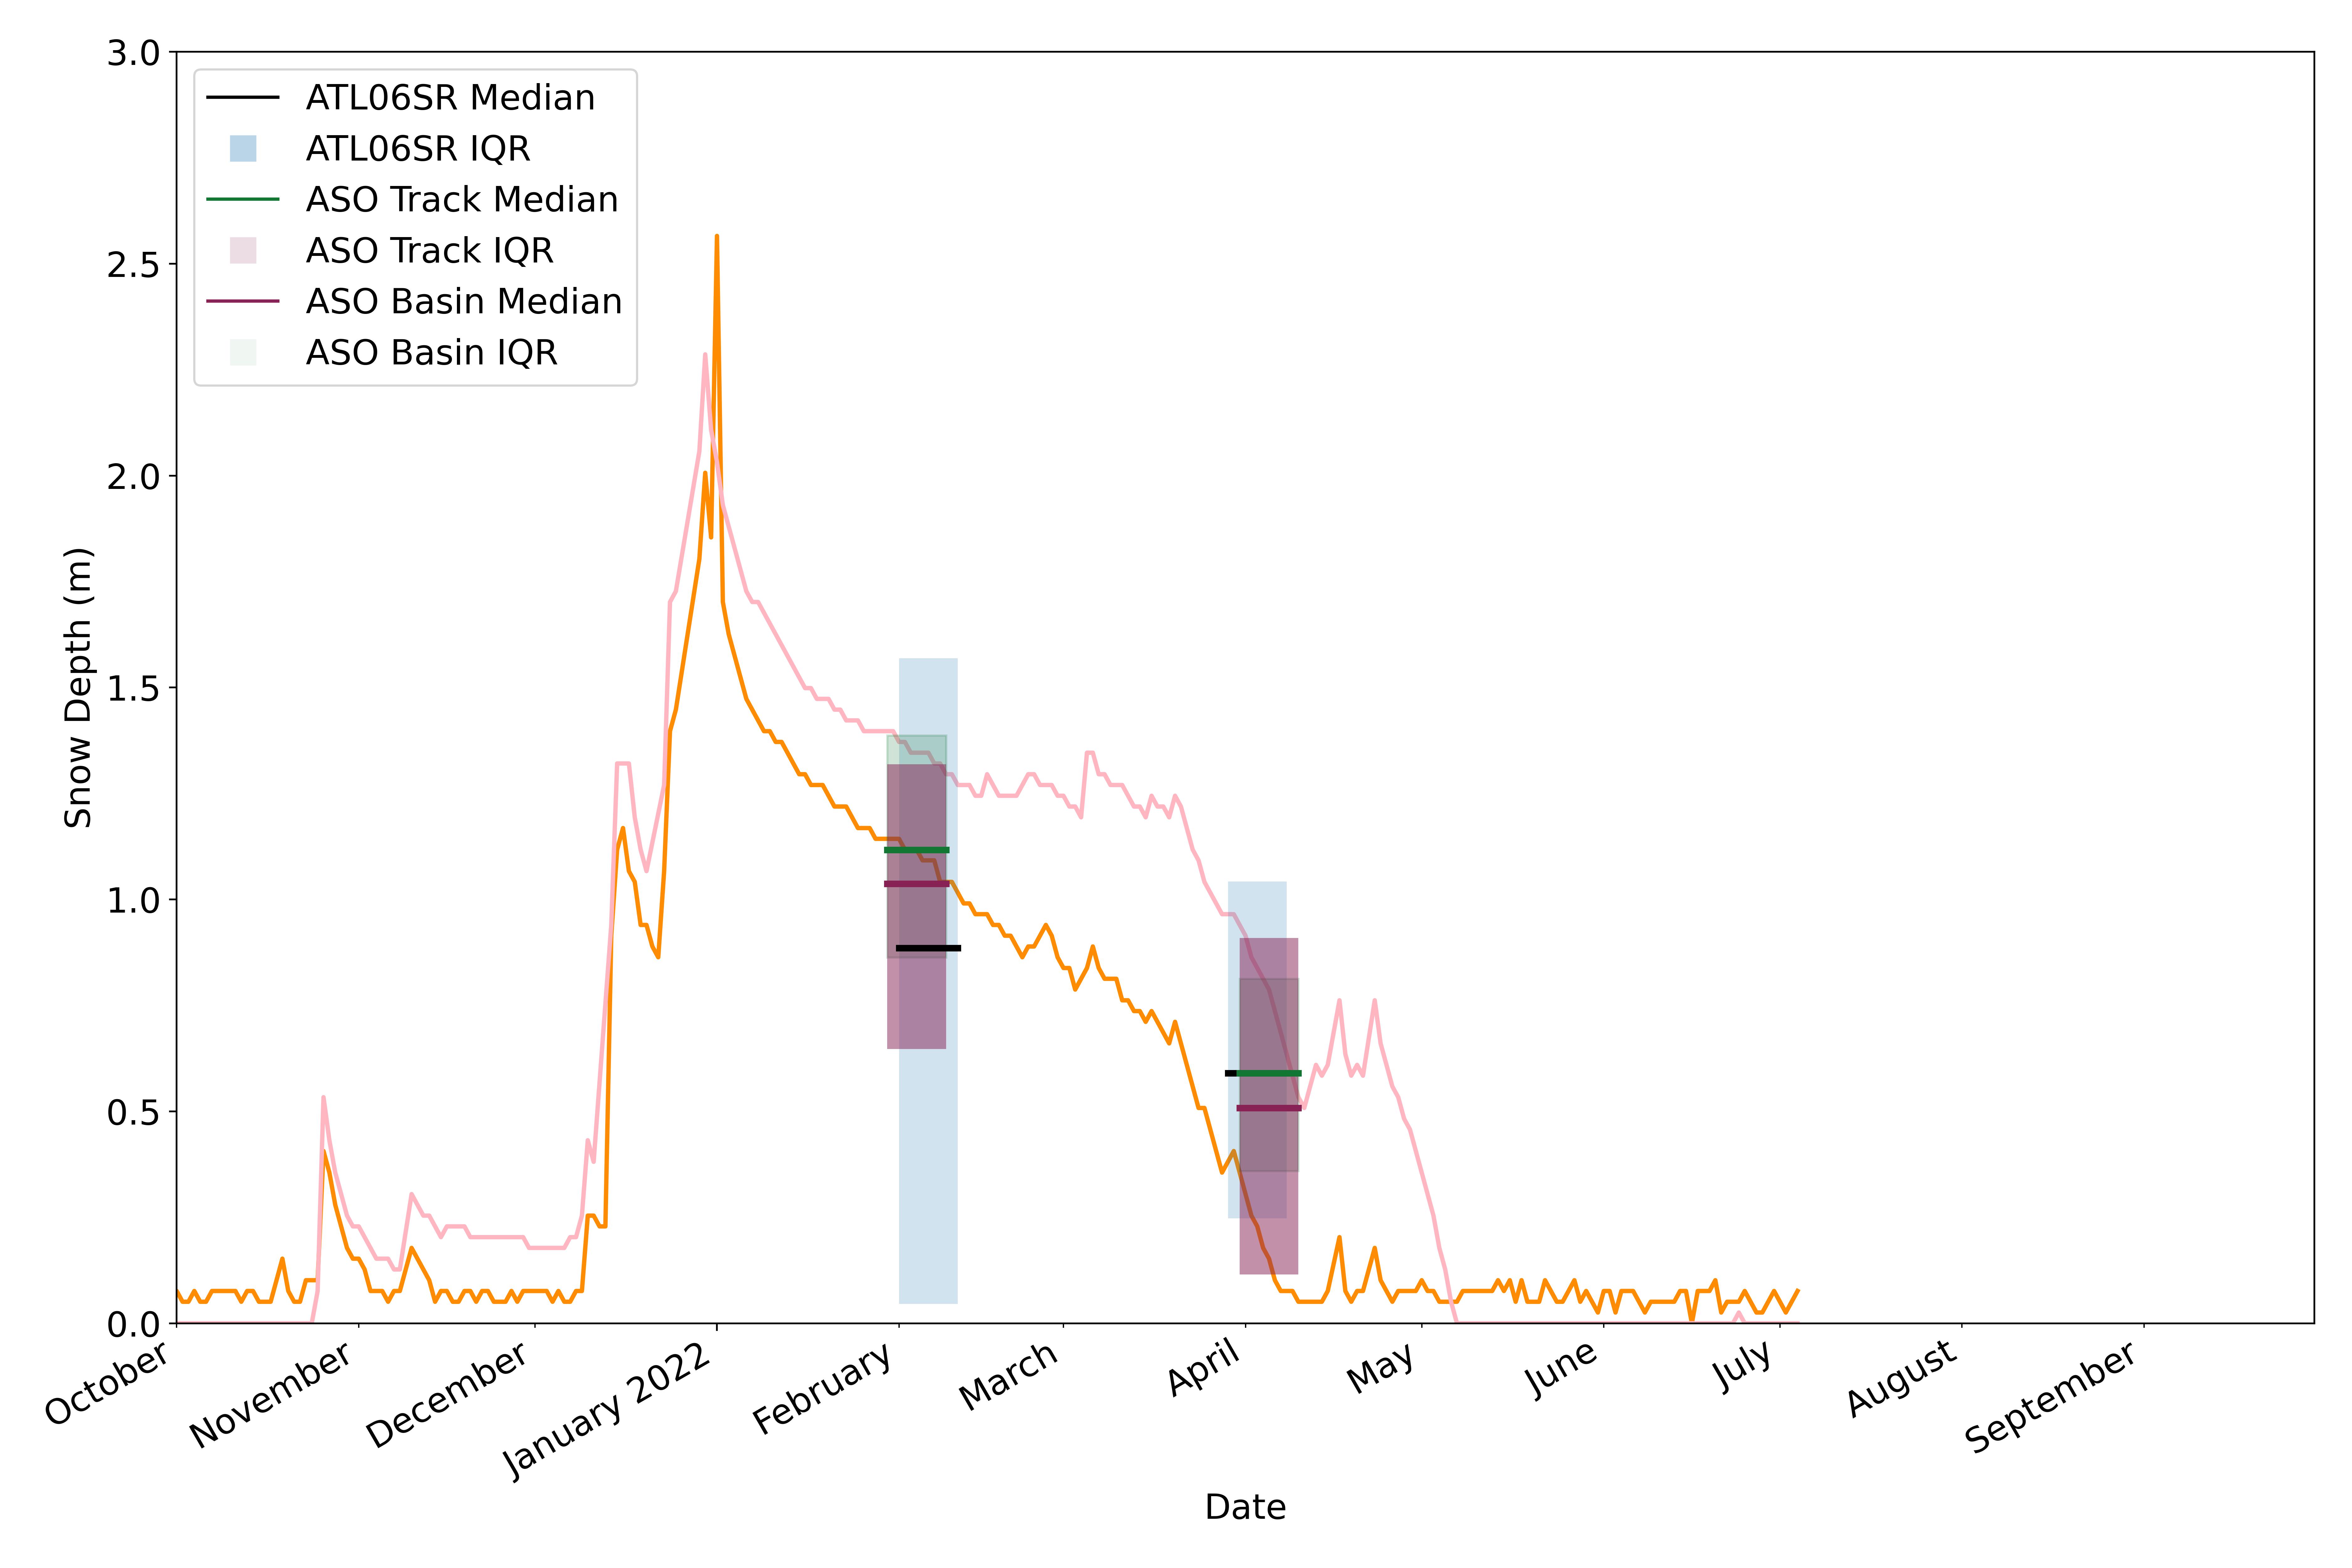 3.0
2.5
2.0
1.5
1.0
0.5
0.0
Snow Depth (m)
ATL06SR Median
ATL06SR IQR
ASO Track Median
ASO Track IQR
ASO Basin Median
ASO Basin IQR
October
November
December
January 2022
February
March
April
May
June
July
August
September
Date